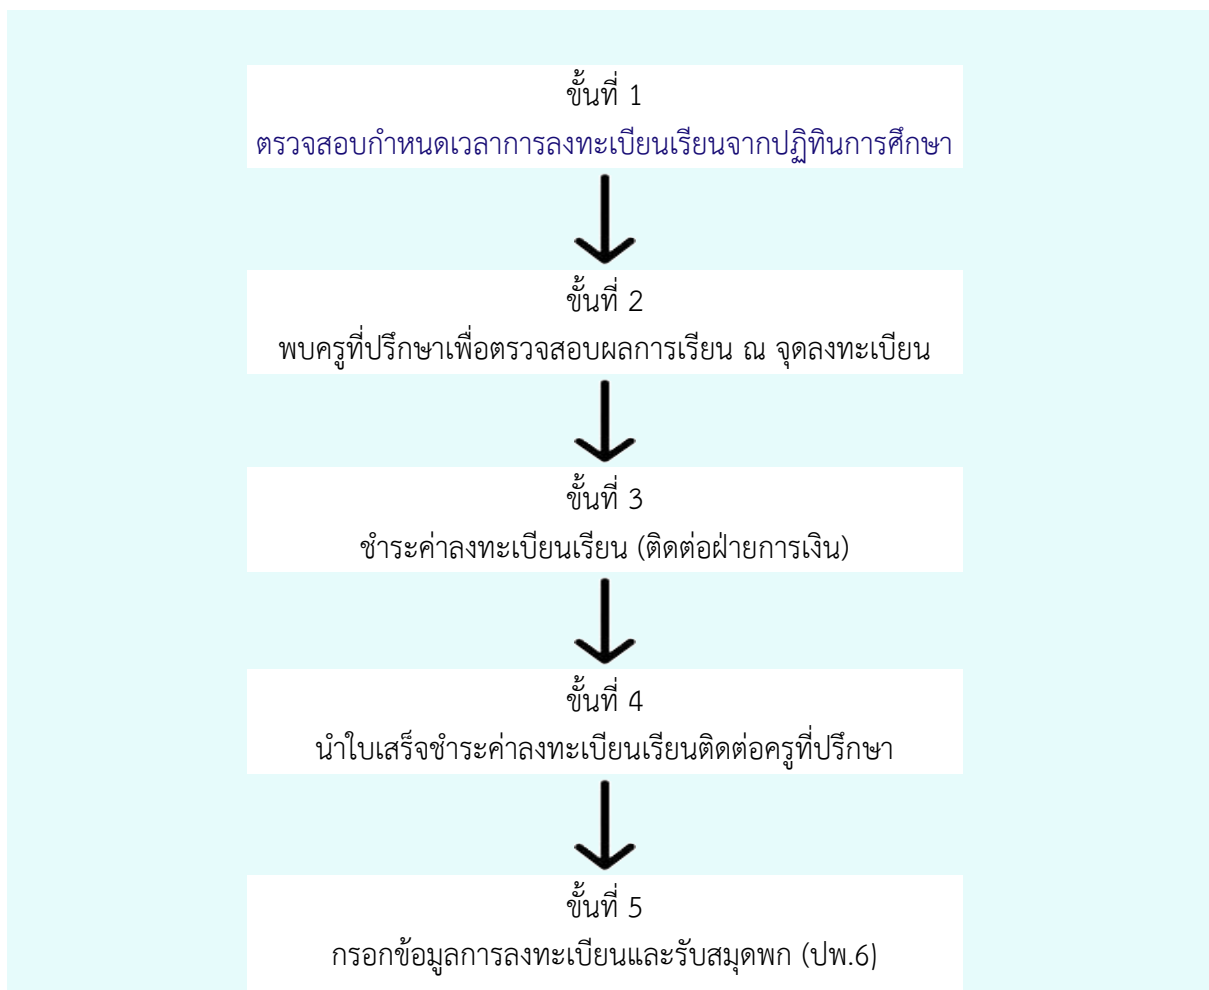 ขั้นที่ 1
ตรวจสอบกำหนดเวลาการลงทะเบียนเรียนจากปฏิทินการศึกษา
ขั้นที่ 2
พบครูที่ปรึกษาเพื่อตรวจสอบผลการเรียน ณ จุดลงทะเบียน
ขั้นที่ 3
ชำระค่าลงทะเบียนเรียน (ติดต่อฝ่ายการเงิน)
ขั้นที่ 4
นำใบเสร็จชำระค่าลงทะเบียนเรียนติดต่อครูที่ปรึกษา
ขั้นที่ 5
กรอกข้อมูลการลงทะเบียนและรับสมุดพก (ปพ.6)